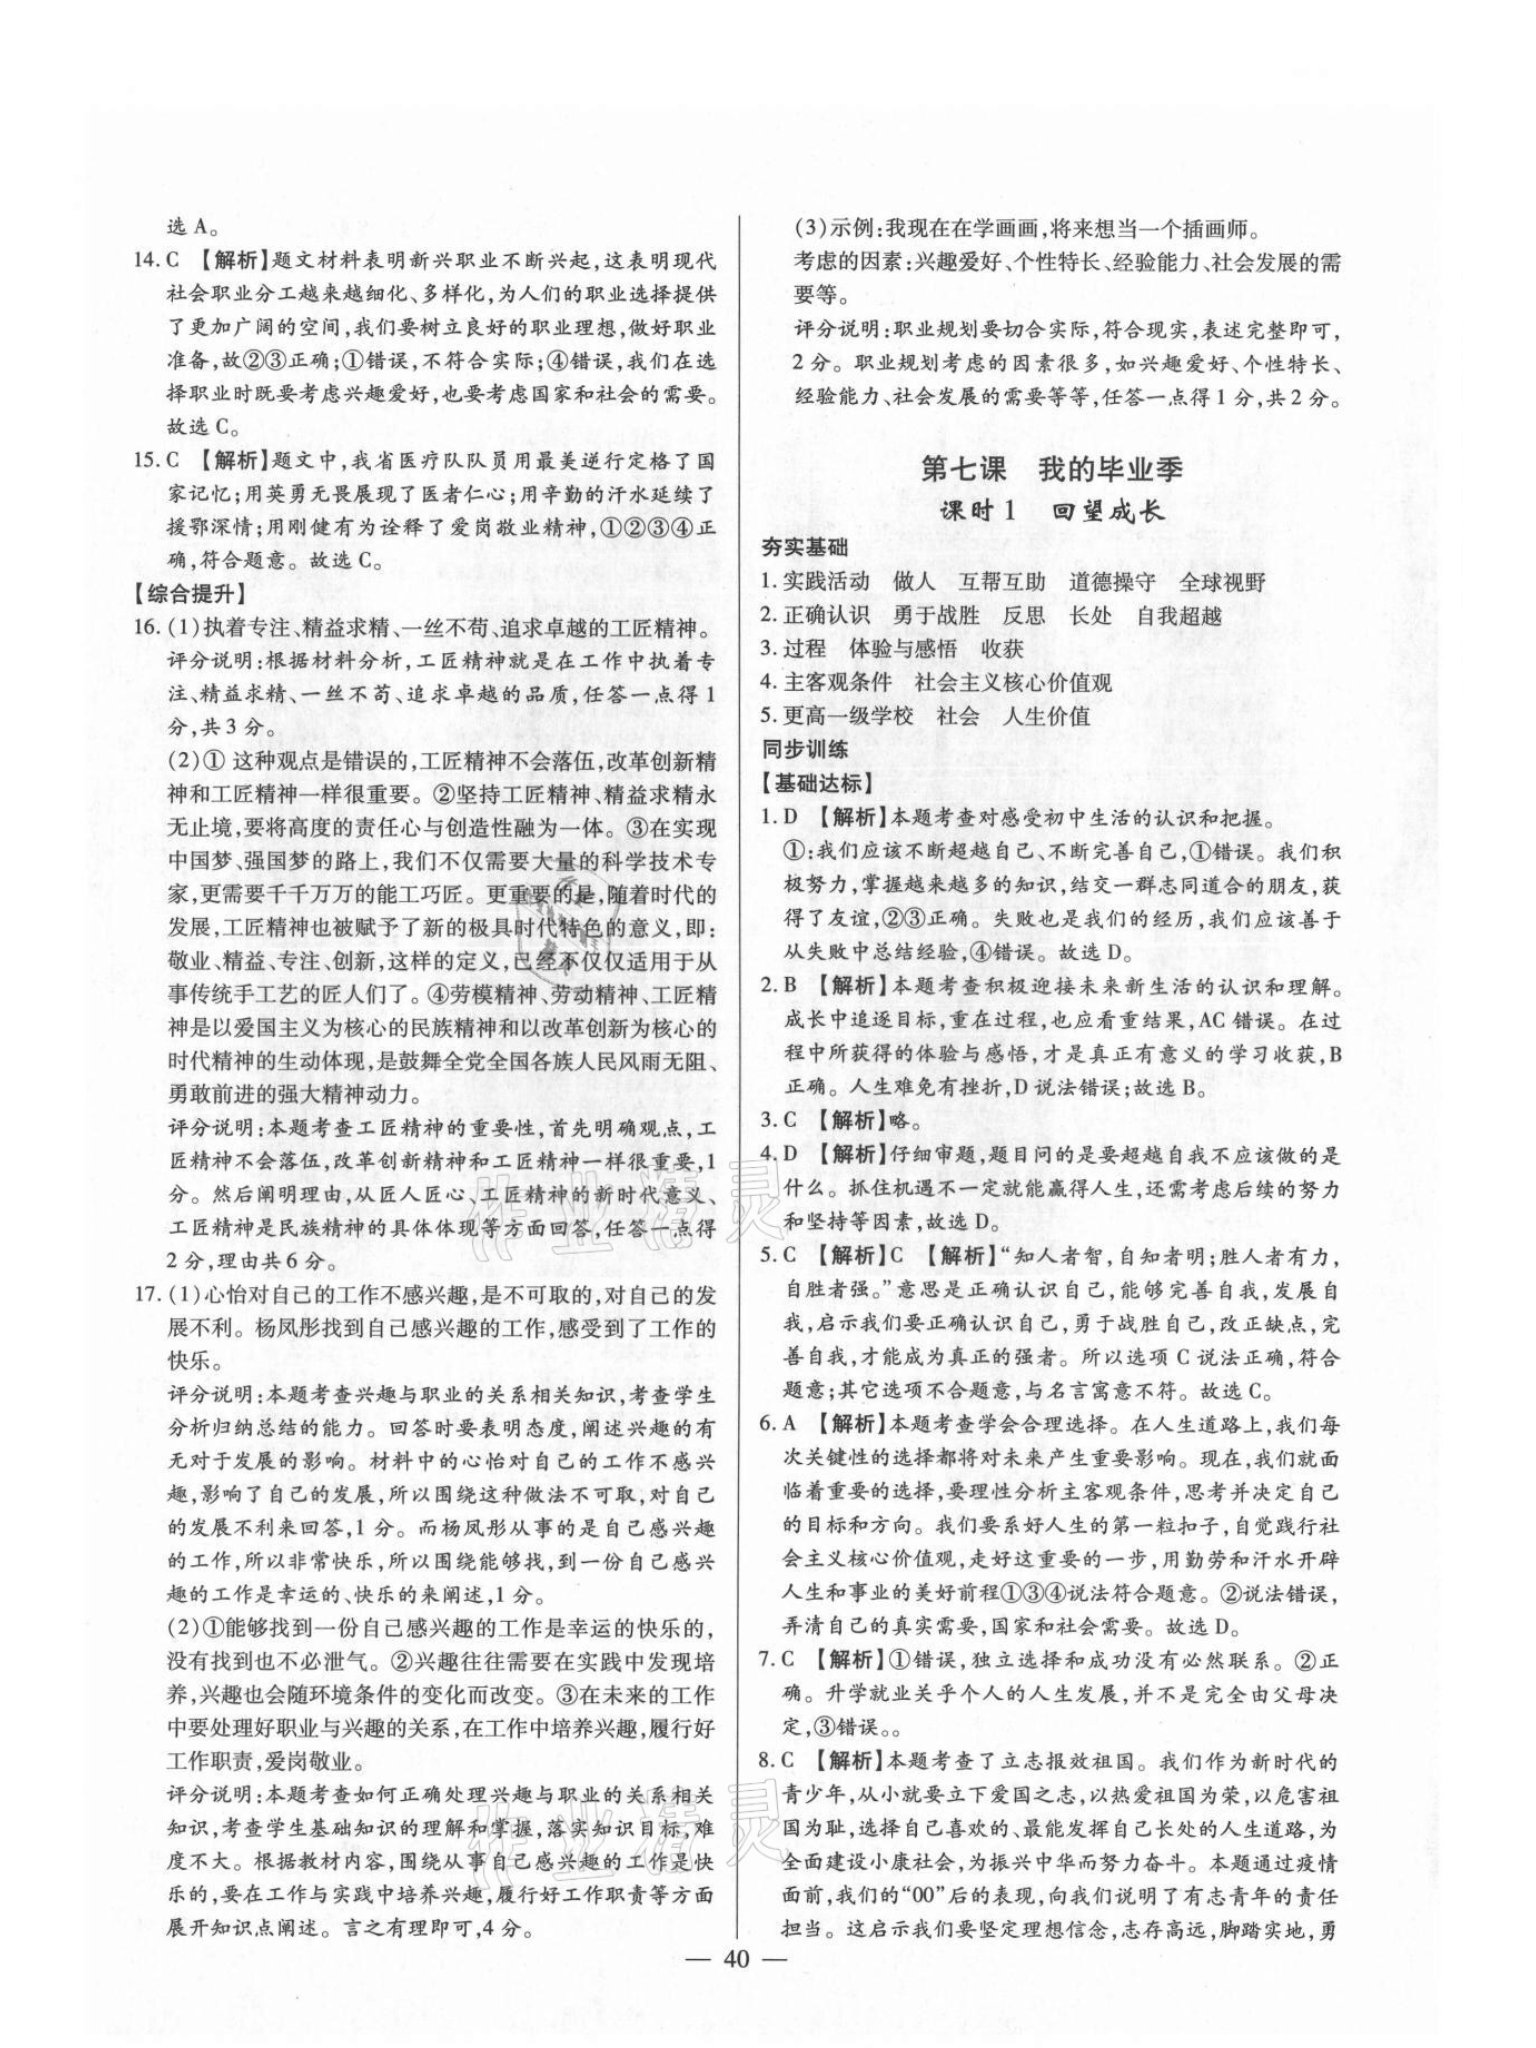 选 A。
14. C 【解析】题文材料表明新兴职业不断兴起,这表明现代
社会职业分工越来越细化、多样化,为人们的职业选择提供
了更加广阔的空间,我们要树立良好的职业理想,做好职业
准备,故②③正确;①错误,不符合实际;④错误,我们在选
择职业时既要考虑兴趣爱好,也要考虑国家和社会的需要。
故选 C。
15. C 【解析】题文中,我省医疗队队员用最美逆行定格了国
家记忆;用英勇无畏展现了医者仁心;用辛勤的汗水延续了
援鄂深情;用刚健有为诠释了爱岗敬业精神,①②③④正
确,符合题意。故选 C。
【综合提升】
16. (1)执着专注、精益求精、一丝不苟、追求卓越的工匠精神。
评分说明:根据材料分析,工匠精神就是在工作中执着专
注、精益求精、一丝不苟、追求卓越的品质,任答一点得 1
分,共 3 分。
(2)① 这种观点是错误的,工匠精神不会落伍,改革创新精
神和工匠精神一样很重要。②坚持工匠精神、精益求精永
无止境,要将高度的责任心与创造性融为一体。③在实现
中国梦、强国梦的路上,我们不仅需要大量的科学技术专
家,更需要千千万万的能工巧匠。更重要的是,随着时代的
发展,工匠精神也被赋予了新的极具时代特色的意义,即:
敬业、精益、专注、创新,这样的定义,已经不仅仅适用于从
事传统手工艺的匠人们了。④劳模精神、劳动精神、工匠精
神是以爱国主义为核心的民族精神和以改革创新为核心的
时代精神的生动体现,是鼓舞全党全国各族人民风雨无阻、
勇敢前进的强大精神动力。
评分说明:本题考查工匠精神的重要性,首先明确观点,工
匠精神不会落伍,改革创新精神和工匠精神一样很重要,1
分。然后阐明理由,从匠人匠心、工匠精神的新时代意义、
工匠精神是民族精神的具体体现等方面回答,任答一点得
2 分,理由共 6 分。
17. (1)心怡对自己的工作不感兴趣,是不可取的,对自己的发
展不利。杨凤彤找到自己感兴趣的工作,感受到了工作的
快乐。
评分说明:本题考查兴趣与职业的关系相关知识,考查学生
分析归纳总结的能力。回答时要表明态度,阐述兴趣的有
无对于发展的影响。材料中的心怡对自己的工作不感兴
趣,影响了自己的发展,所以围绕这种做法不可取,对自己
的发展不利来回答,1 分。而杨凤彤从事的是自己感兴趣
的工作,所以非常快乐,所以围绕能够找,到一份自己感兴
趣的工作是幸运的、快乐的来阐述,1 分。
(2)①能够找到一份自己感兴趣的工作是幸运的快乐的,
没有找到也不必泄气。②兴趣往往需要在实践中发现培
养,兴趣也会随环境条件的变化而改变。③在未来的工作
中要处理好职业与兴趣的关系,在工作中培养兴趣,履行好
工作职责,爱岗敬业。
评分说明:本题考查如何正确处理兴趣与职业的关系相关
知识,考查学生基础知识的理解和掌握,落实知识目标,难
度不大。根据教材内容,围绕从事自己感兴趣的工作是快
乐的,要在工作与实践中培养兴趣,履行好工作职责等方面
展开知识点阐述。言之有理即可,4 分。
(3)示例:我现在在学画画,将来想当一个插画师。
考虑的因素:兴趣爱好、个性特长、经验能力、社会发展的需
要等。
评分说明:职业规划要切合实际,符合现实,表述完整即可,
2 分。职业规划考虑的因素很多,如兴趣爱好、个性特长、
经验能力、社会发展的需要等等,任答一点得 1 分,共 2 分。
第七课 我的毕业季
课时 1 回望成长
夯实基础
1. 实践活动 做人 互帮互助 道德操守 全球视野
2. 正确认识 勇于战胜 反思 长处 自我超越
3. 过程 体验与感悟 收获
4. 主客观条件 社会主义核心价值观
5. 更高一级学校 社会 人生价值
同步训练
【基础达标】
1. D 【解析】本题考查对感受初中生活的认识和把握。
①:我们应该不断超越自己、不断完善自己,①错误。我们积
极努力,掌握越来越多的知识,结交一群志同道合的朋友,获
得了友谊,②③正确。失败也是我们的经历,我们应该善于
从失败中总结经验,④错误。故选 D。
2. B 【解析】本题考查积极迎接未来新生活的认识和理解。
成长中追逐目标,重在过程,也应看重结果,AC 错误。在过
程中所获得的体验与感悟,才是真正有意义的学习收获,B
正确。人生难免有挫折,D 说法错误;故选 B。
3. C 【解析】略。
4. D 【解析】仔细审题,题目问的是要超越自我不应该做的是
什么。抓住机遇不一定就能赢得人生,还需考虑后续的努力
和坚持等因素,故选 D。
5. C 【解析】C 【解析】“知人者智,自知者明;胜人者有力,
自胜者强。”意思是正确认识自己,能够完善自我,发展自
我,启示我们要正确认识自己,勇于战胜自己,改正缺点,完
善自我,才能成为真正的强者。所以选项 C 说法正确,符合
题意;其它选项不合题意,与名言寓意不符。故选 C。
6. A 【解析】本题考查学会合理选择。在人生道路上,我们每
次关键性的选择都将对未来产生重要影响。现在,我们就面
临着重要的选择,要理性分析主客观条件,思考并决定自己
的目标和方向。我们要系好人生的第一粒扣子,自觉践行社
会主义核心价值观,走好这重要的一步,用勤劳和汗水开辟
人生和事业的美好前程①③④说法符合题意。②说法错误,
弄清自己的真实需要,国家和社会需要。故选 D。
7. C 【解析】①错误,独立选择和成功没有必然联系。②正
确。升学就业关乎个人的人生发展,并不是完全由父母决
定,③错误。。
8. C 【解析】本题考查了立志报效祖国。我们作为新时代的
青少年,从小就要立下爱国之志,以热爱祖国为荣,以危害祖
国为耻,选择自己喜欢的、最能发挥自己长处的人生道路,为
全面建设小康社会,为振兴中华而努力奋斗。本题通过疫情
面前,我们的“00”后的表现,向我们说明了有志青年的责任
担当。这启示我们要坚定理想信念,志存高远,脚踏实地,勇
— 40 —
作业精灵
作业精灵